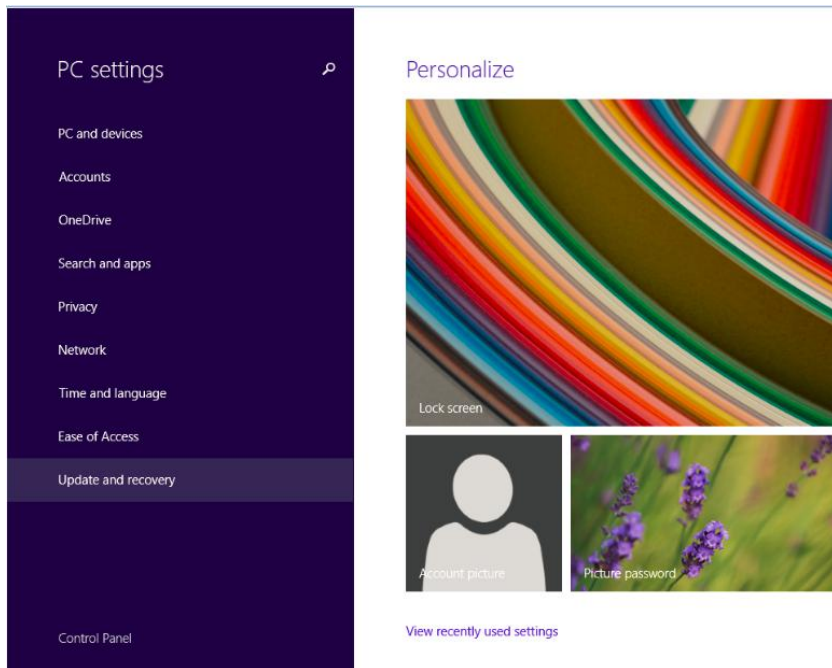 PC settings
PC and devices
Accounts
OneDrive
Search and apps
Privacy
Network
Time and language
Ease of Access
Update and recovery
Control Panel
Personalize
Lock screen
Account picture
Picture password
View recently used settings